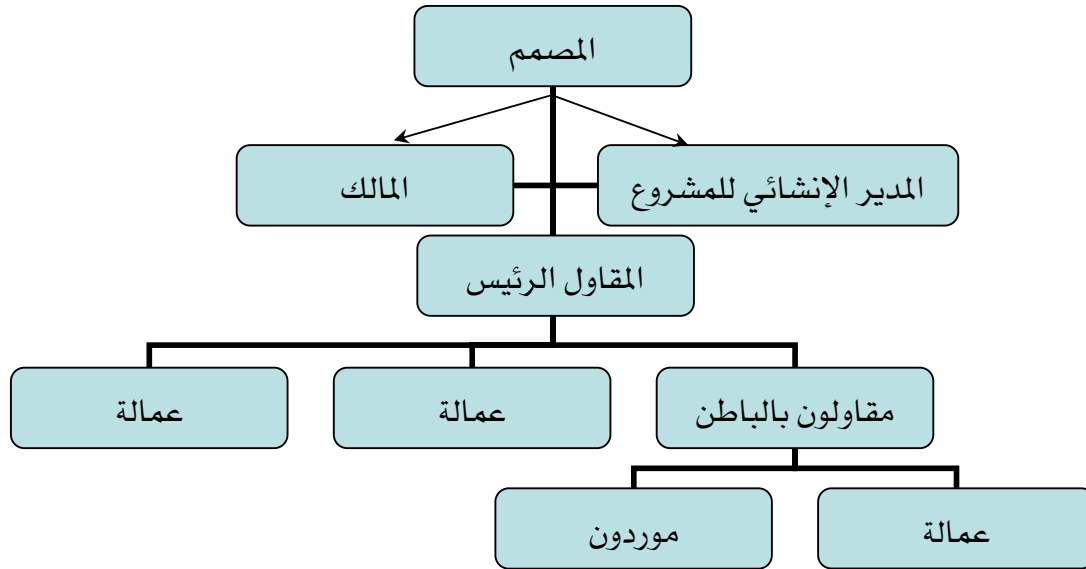 المصمم
المدير الإنشائي للمشروع
المالك
المقاول الرئيس
مقاولون بالباطن
عمالة
عمالة
عمالة
موردون